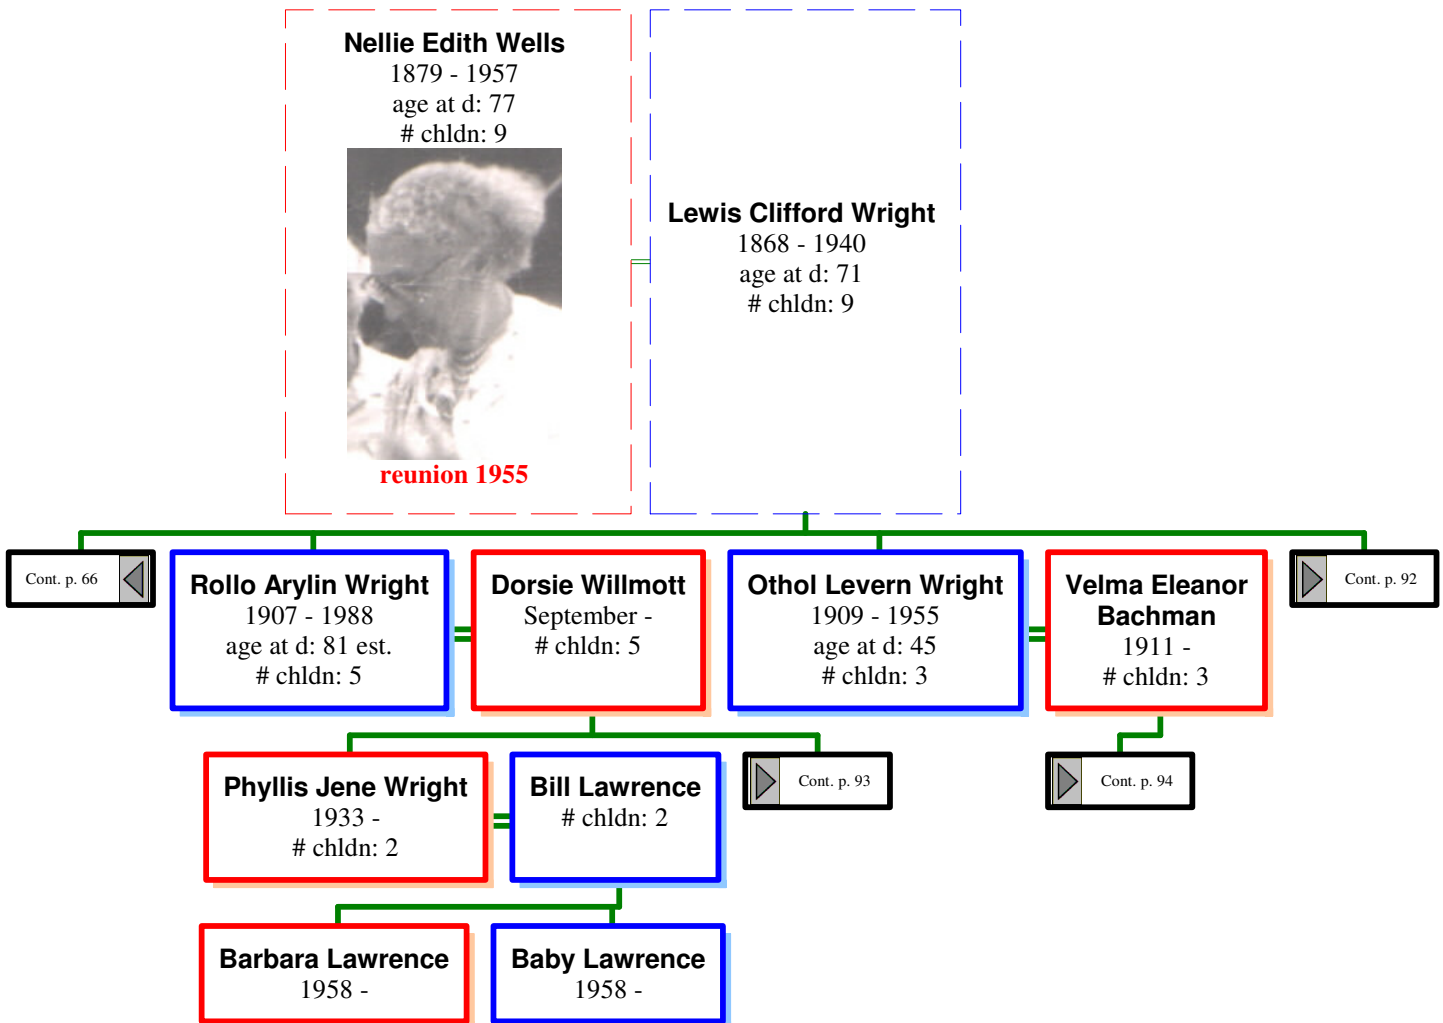 Nellie Edith Wells
1879 - 1957
age at d: 77
# chldn: 9
reunion 1955
Lewis Clifford Wright
1868 - 1940
age at d: 71
# chldn: 9
Cont. p. 66
Rollo Arylin Wright
1907 - 1988
age at d: 81 est.
# chldn: 5
Dorsie Willmott
September -
# chldn: 5
Othol Levern Wright
1909 - 1955
age at d: 45
# chldn: 3
Velma Eleanor
Bachman
1911 -
# chldn: 3
Cont. p. 92
Phyllis Jene Wright
1933 -
# chldn: 2
Bill Lawrence
# chldn: 2
Cont. p. 93
Cont. p. 94
Barbara Lawrence
1958 -
Baby Lawrence
1958 -